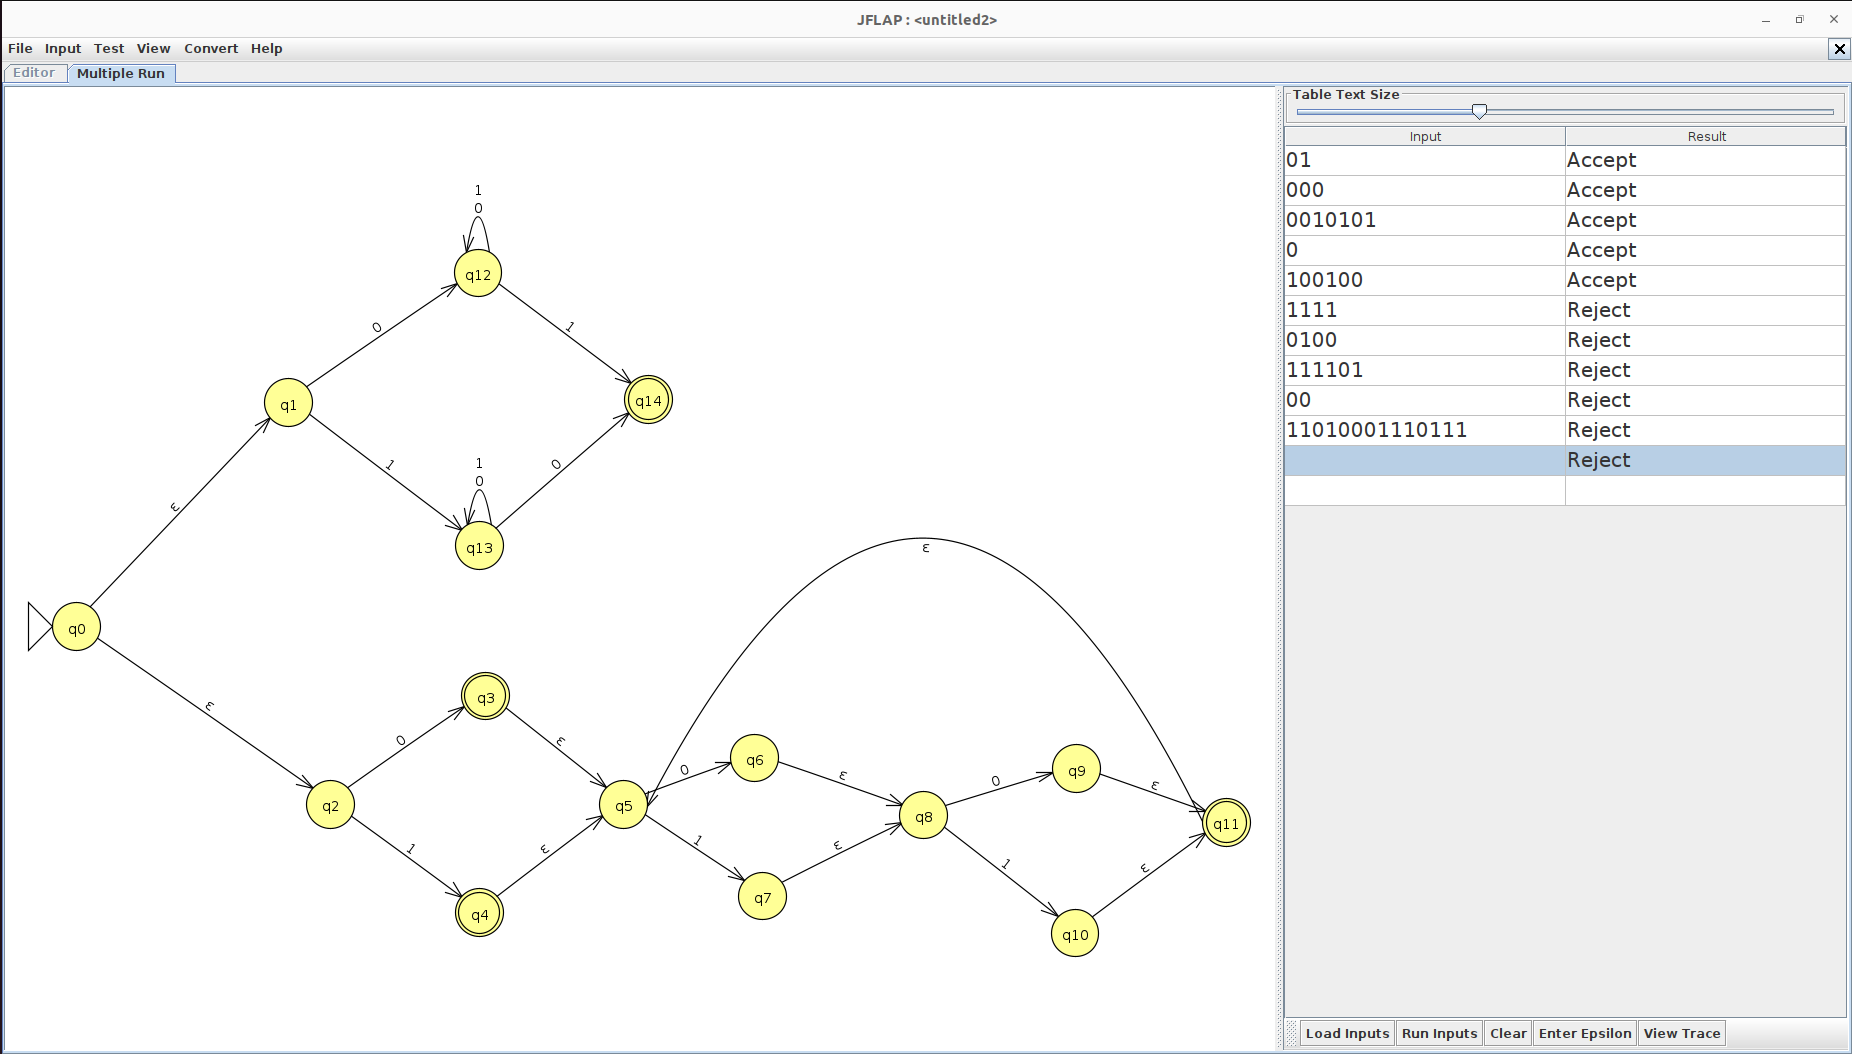 JFLAP : <untitled2>
File Input Test View Convert Help
Editor Multiple Run
Table Text Size
Input Result
01 Accept
000 Accept
0010101 Accept
0 Accept
100100 Accept
1111 Reject
0100 Reject
111101 Reject
00 Reject
11010001110111 Reject
Reject
1
0
q12
0
1
q1
q14
1
1
0
0
q13
ε
ε
q0
ε
q3
0
ε
q6
0
ε
q9
0
ε
q2
q5
q8
q11
1
ε
1
ε
1
ε
q7
q4
q10
Load Inputs Run Inputs Clear Enter Epsilon View Trace